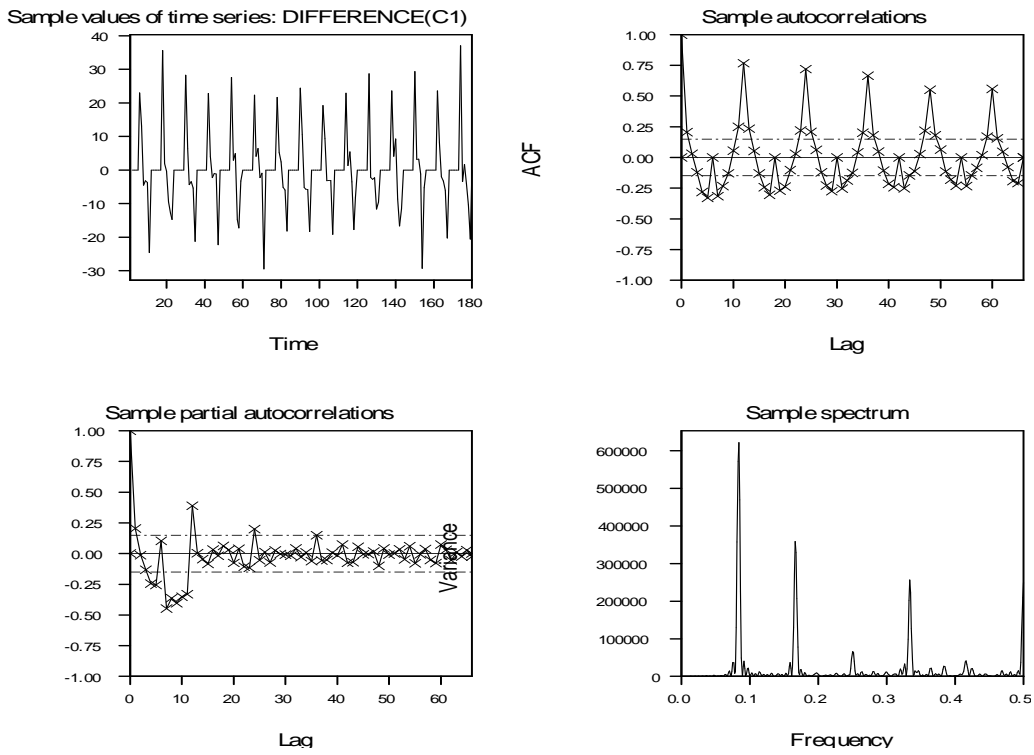 Sample values of time series: DIFFERENCE(C1)
40
30
20
10
0
-10
-20
-30
20 40 60 80 100 120 140 160 180
Time
Sample autocorrelations
ACF
1.00
0.75
0.50
0.25
0.00
-0.25
-0.50
-0.75
-1.00
0 10 20 30 40 50 60
Lag
Sample partial autocorrelations
1.00
0.75
0.50
0.25
0.00
-0.25
-0.50
-0.75
-1.00
0 10 20 30 40 50 60
Lag
Sample spectrum
Variance
600000
500000
400000
300000
200000
100000
0
0.0 0.1 0.2 0.3 0.4 0.5
Frequency